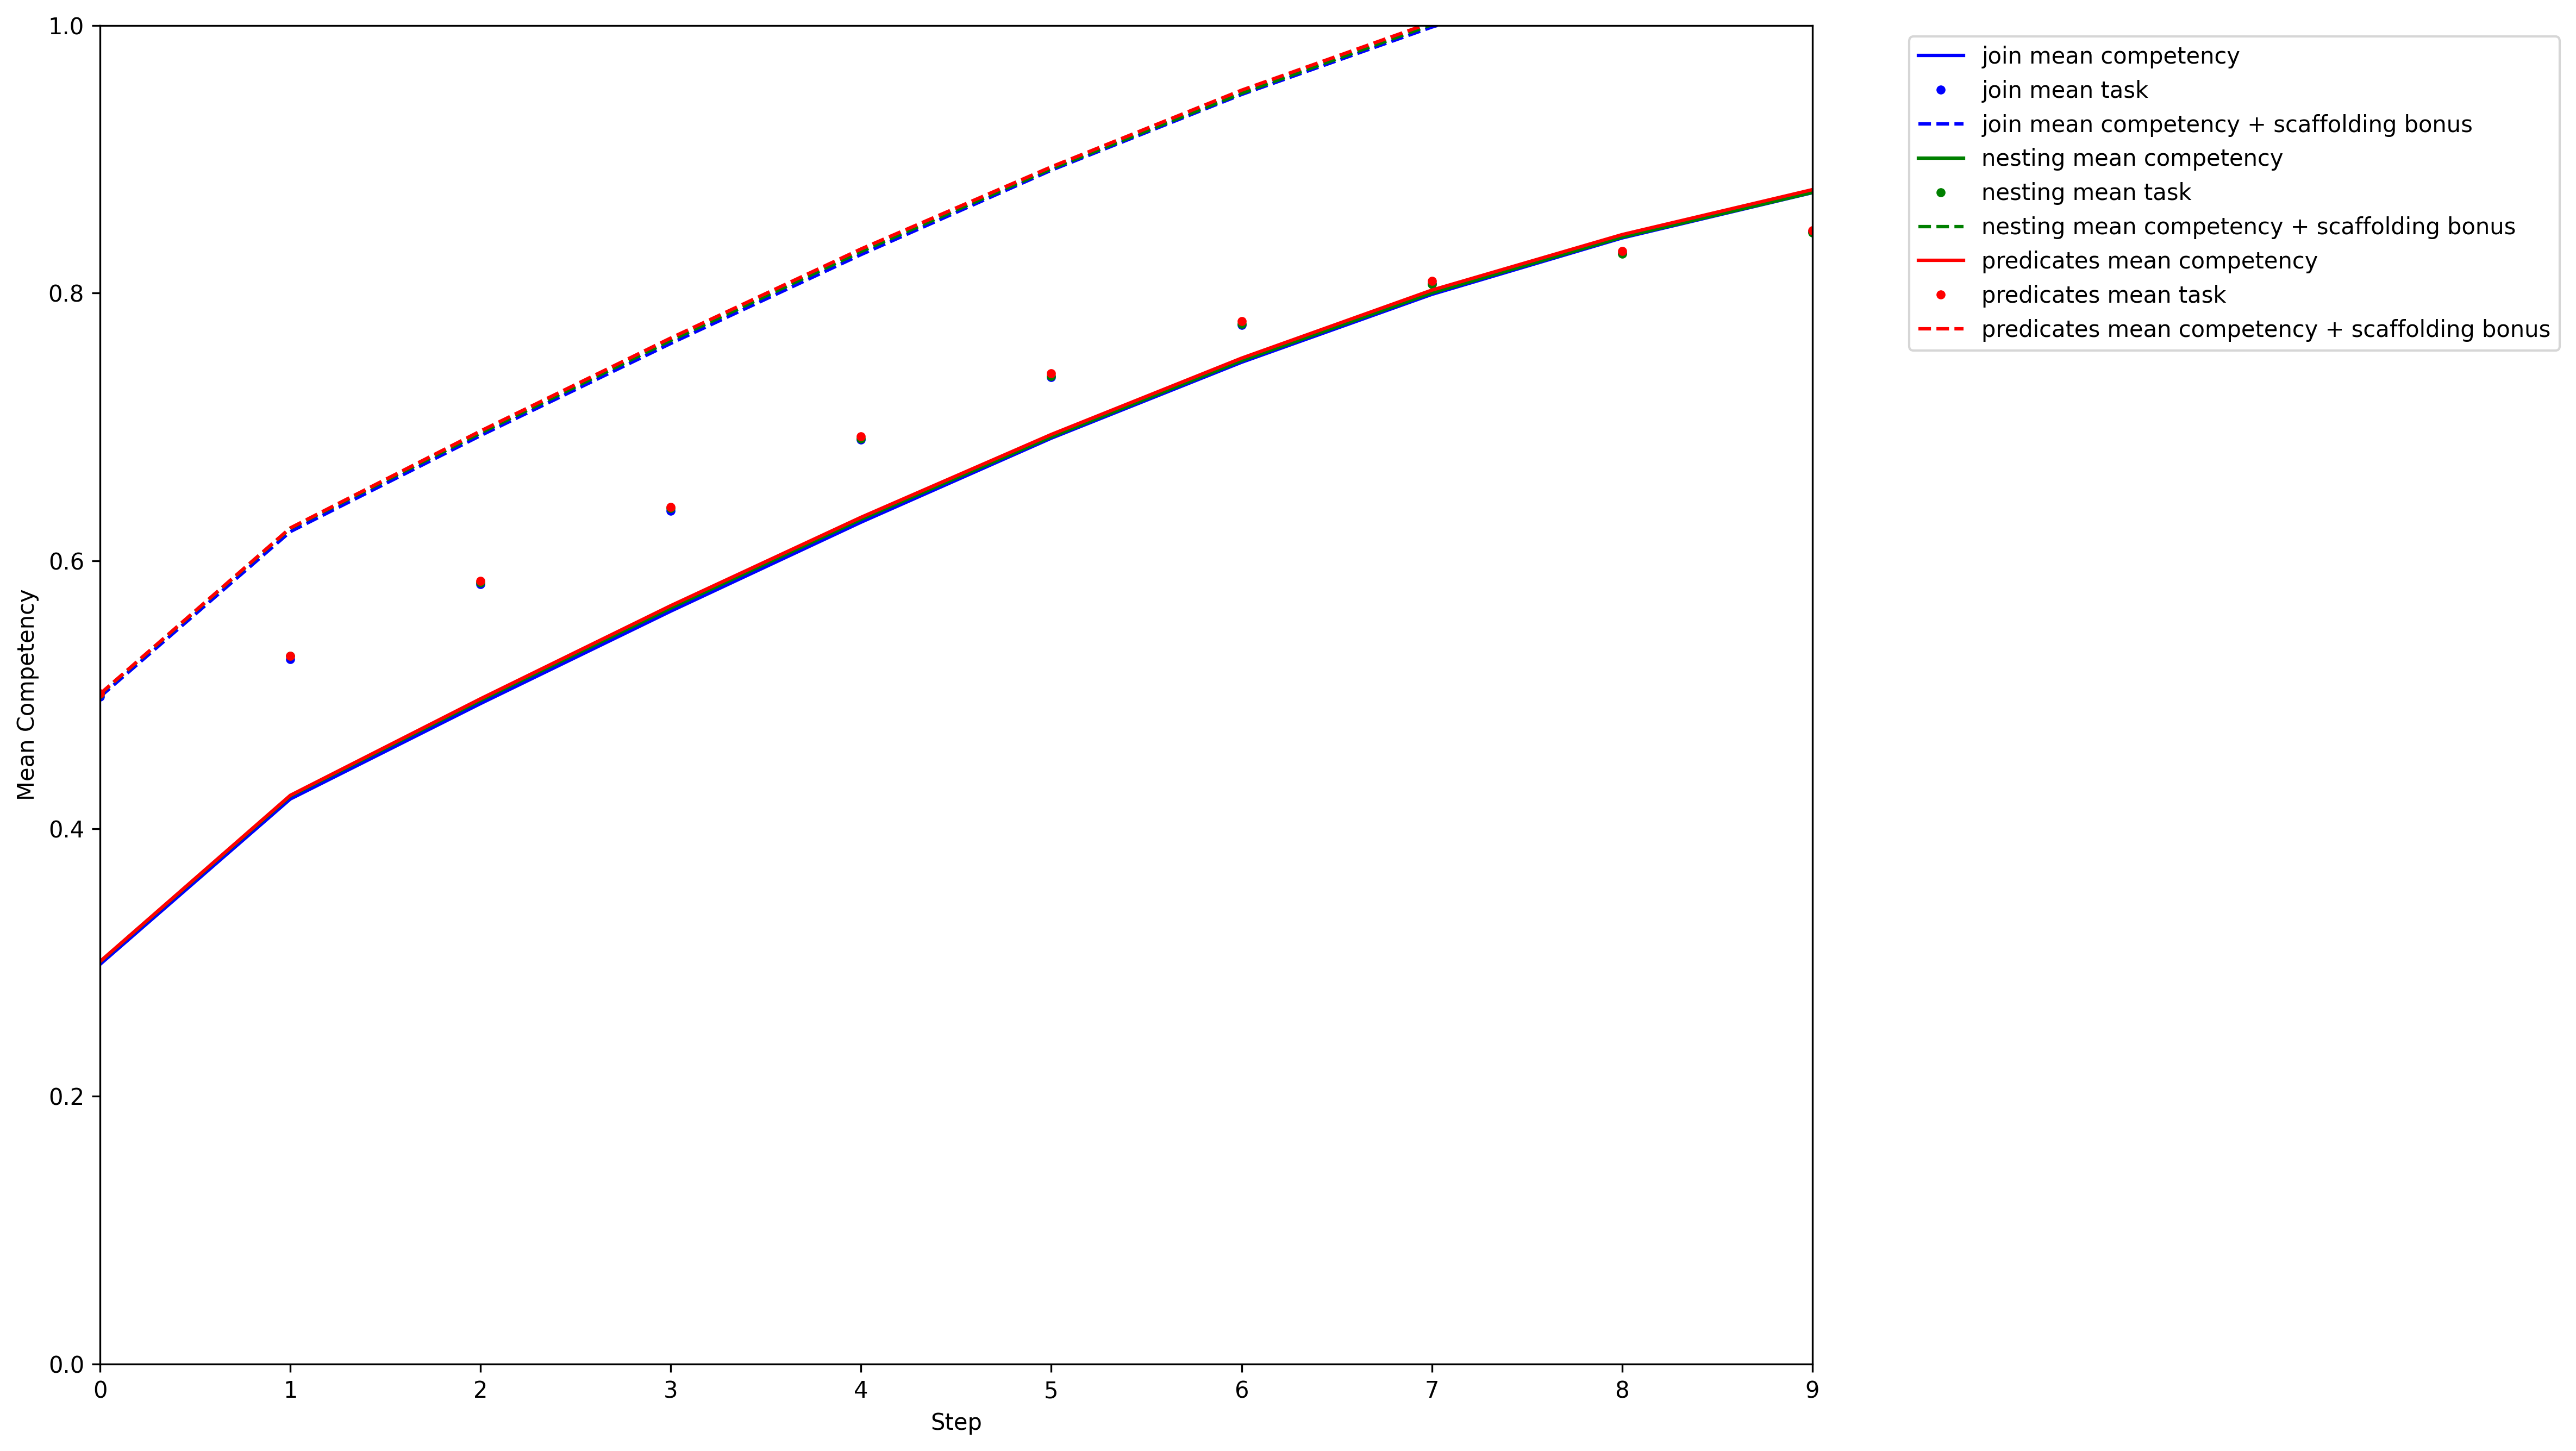 1.0
0.8
0.6
0.4
0.2
0.0
Mean Competency
0 1 2 3 4 5 6 7 8 9
Step
join mean competency
join mean task
join mean competency + scaffolding bonus
nesting mean competency
nesting mean task
nesting mean competency + scaffolding bonus
predicates mean competency
predicates mean task
predicates mean competency + scaffolding bonus